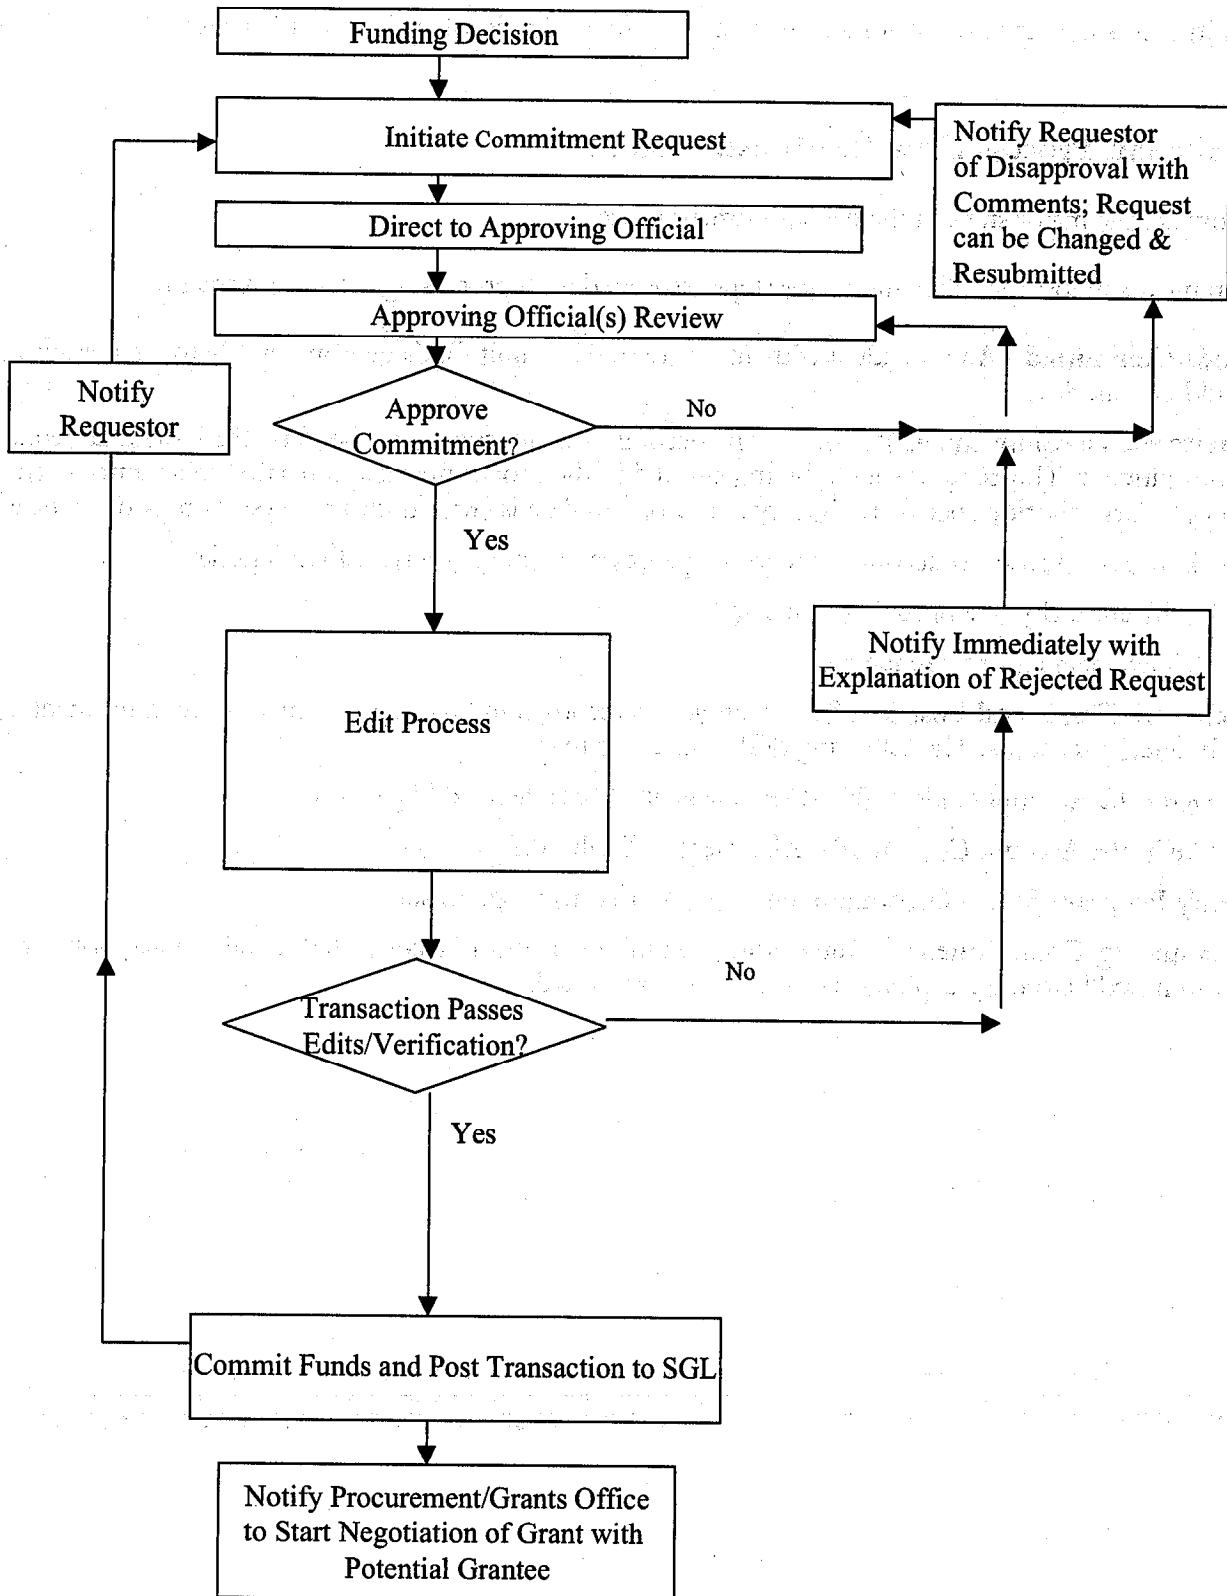 Funding Decision
Initiate Commitment Request
Notify Requestor
of Disapproval with
Comments; Request
can be Changed &
Resubmitted
Direct to Approving Official
Approving Official(s) Review
Notify
Requestor
Approve
Commitment?
No
Yes
Notify Immediately with
Explanation of Rejected Request
Edit Process
Transaction Passes
Edits/Verification?
No
Yes
Commit Funds and Post Transaction to SGL
Notify Procurement/Grants Office
to Start Negotiation of Grant with
Potential Grantee